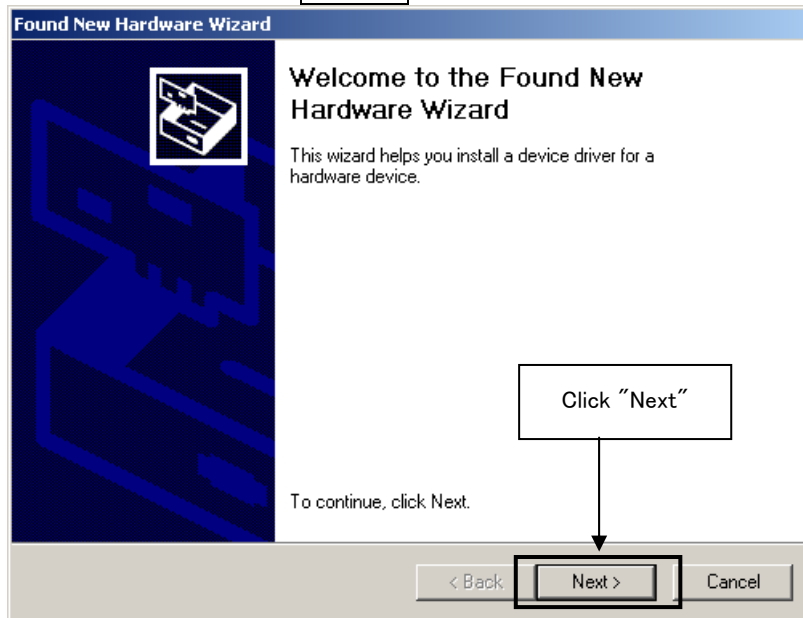 Found New Hardware Wizard
Welcome to the Found New
Hardware Wizard
This wizard helps you install a device driver for a
hardware device.
Click "Next"
To continue, click Next.
< Back
Next >
Cancel